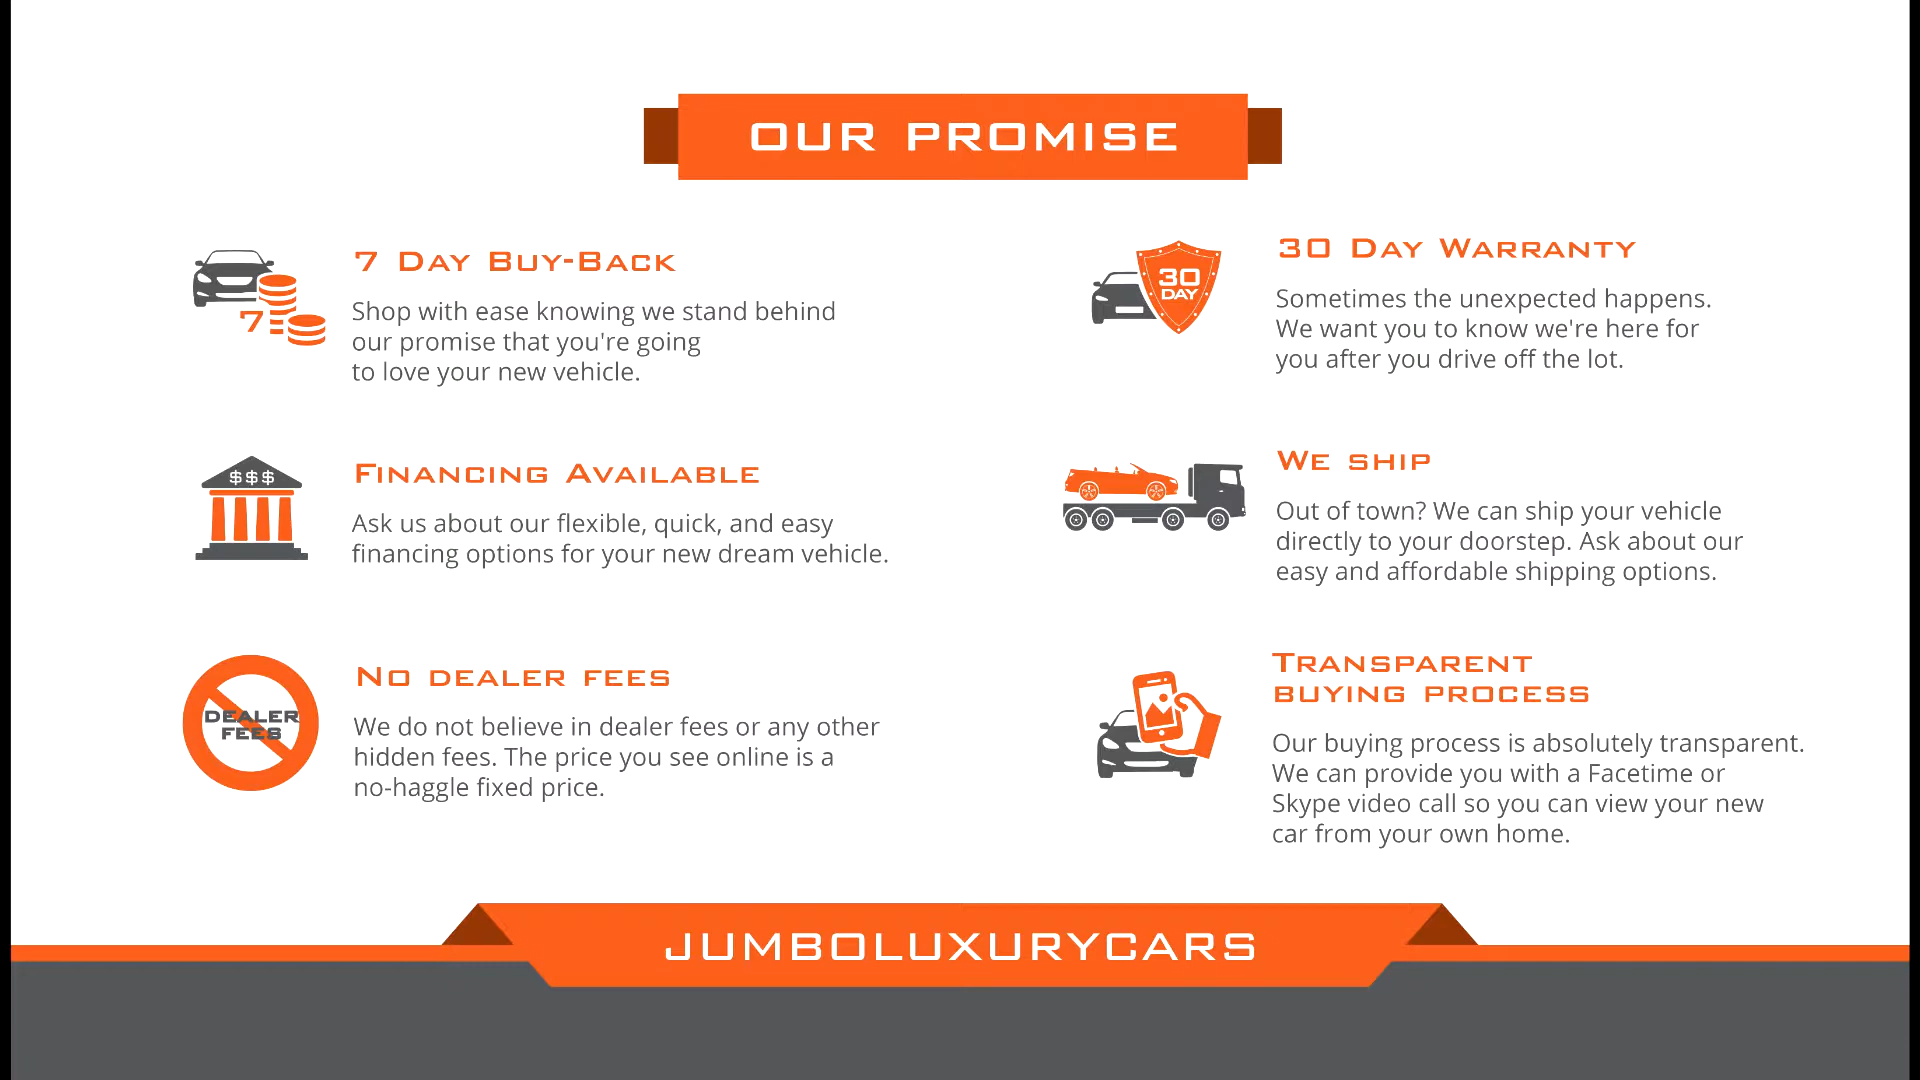 OUR PROMISE
7 DAY BUY-BACK
Shop with ease knowing we stand behind
our promise that you're going
to love your new vehicle.
7
30 DAY WARRANTY
Sometimes the unexpected happens.
We want you to know we're here for
you after you drive off the lot.
30
DAY
FINANCING AVAILABLE
Ask us about our flexible, quick, and easy
financing options for your new dream vehicle.
$$$
WE SHIP
Out of town? We can ship your vehicle
directly to your doorstep. Ask about our
easy and affordable shipping options.
NO DEALER FEES
We do not believe in dealer fees or any other
hidden fees. The price you see online is a
no-haggle fixed price.
DEALER
FEES
TRANSPARENT
BUYING PROCESS
Our buying process is absolutely transparent.
We can provide you with a Facetime or
Skype video call so you can view your new
car from your own home.
JUMBOLUXURYCARS